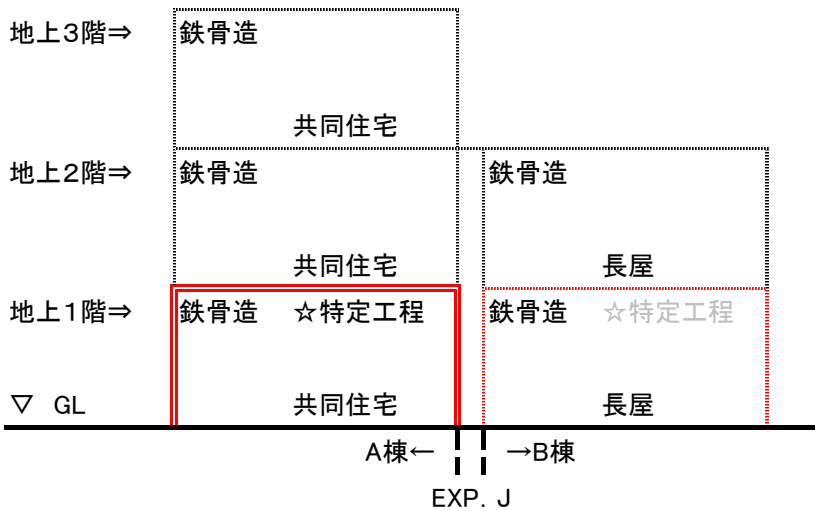 地上３階⇒ 鉄骨造
共同住宅
地上２階⇒ 鉄骨造 鉄骨造
共同住宅 長屋
地上１階⇒ 鉄骨造 ☆特定工程 鉄骨造 ☆特定工程
▽ GL 共同住宅 長屋
A棟← →B棟
EXP. J